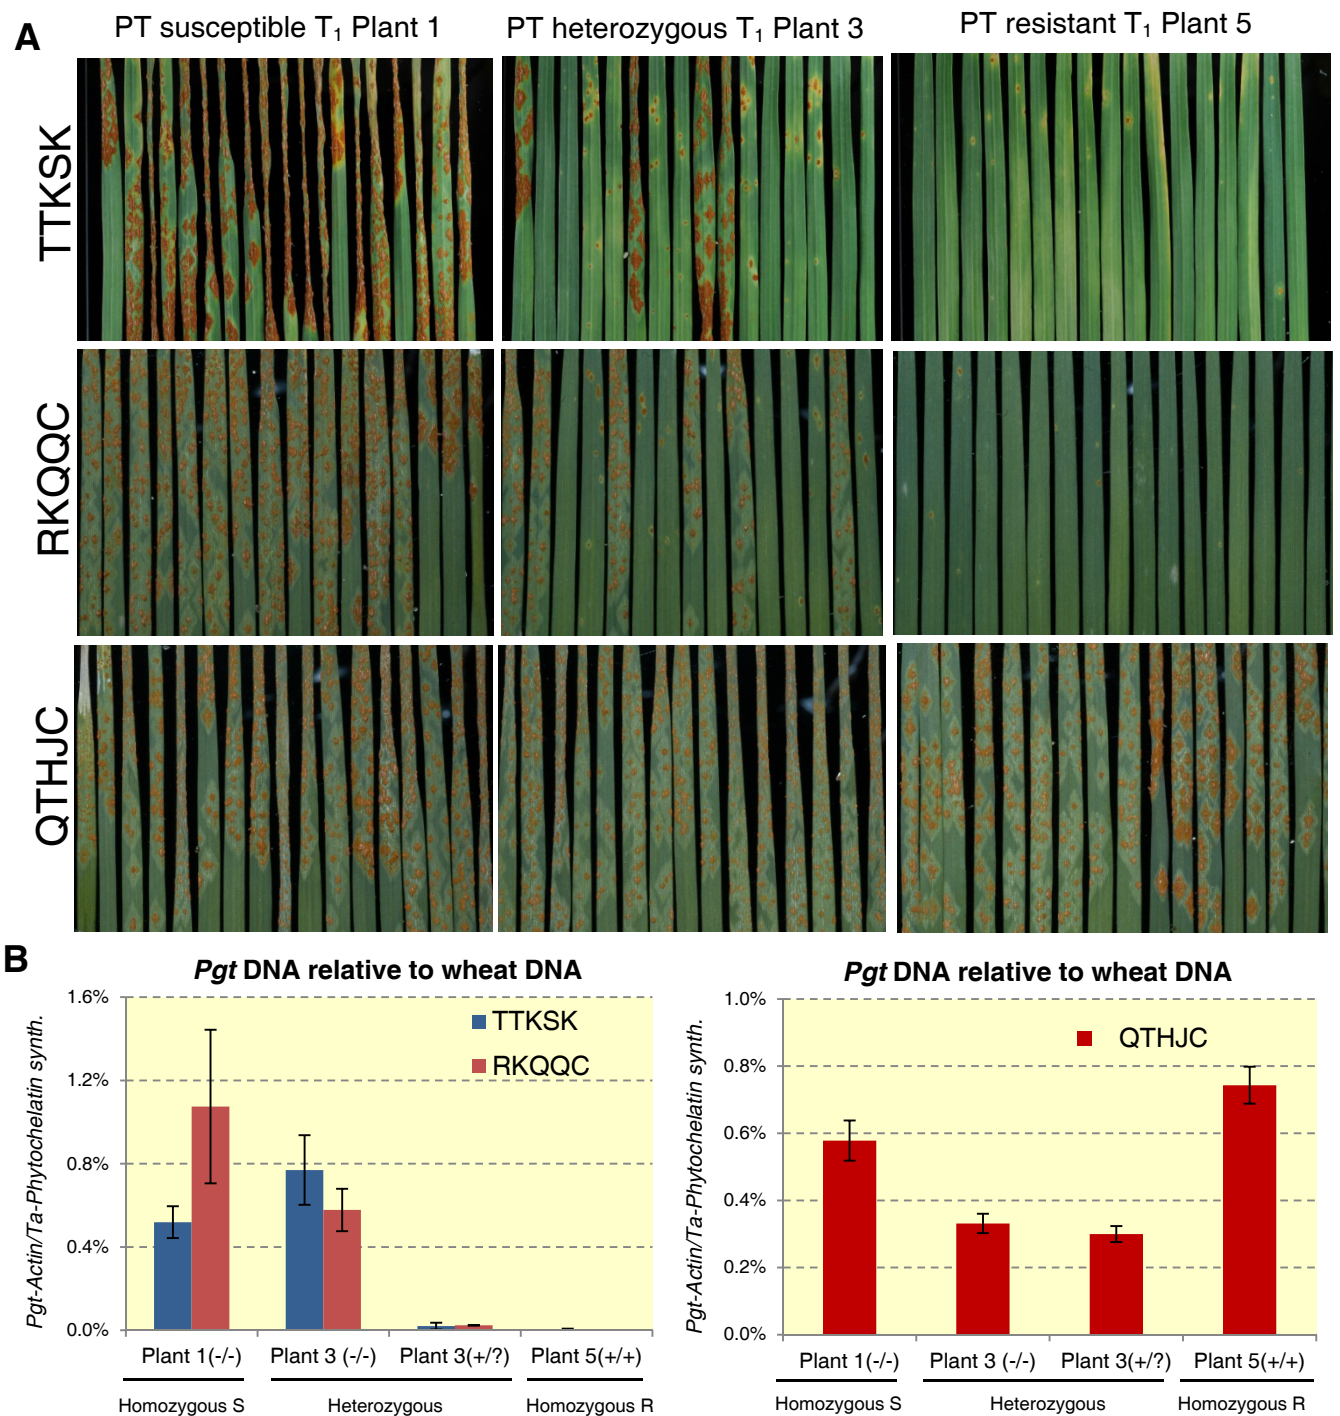 A
PT susceptible T1 Plant 1
PT heterozygous T1 Plant 3
PT resistant T1 Plant 5
TTKSK
RKQQC
QTHJC
B
Pgt DNA relative to wheat DNA
Pgt-Actin/Ta-Phytochelatin synth.
1.6%
1.2%
0.8%
0.4%
0.0%
TTKSK
RKQQC
Plant 1(-/-)
Plant 3 (-/-)
Plant 3(+/?)
Plant 5(+/+)
Homozygous S
Heterozygous
Homozygous R
Pgt DNA relative to wheat DNA
Pgt-Actin/Ta-Phytochelatin synth.
1.0%
0.8%
0.6%
0.4%
0.2%
0.0%
QTHJC
Plant 1(-/-)
Plant 3 (-/-)
Plant 3(+/?)
Plant 5(+/+)
Homozygous S
Heterozygous
Homozygous R